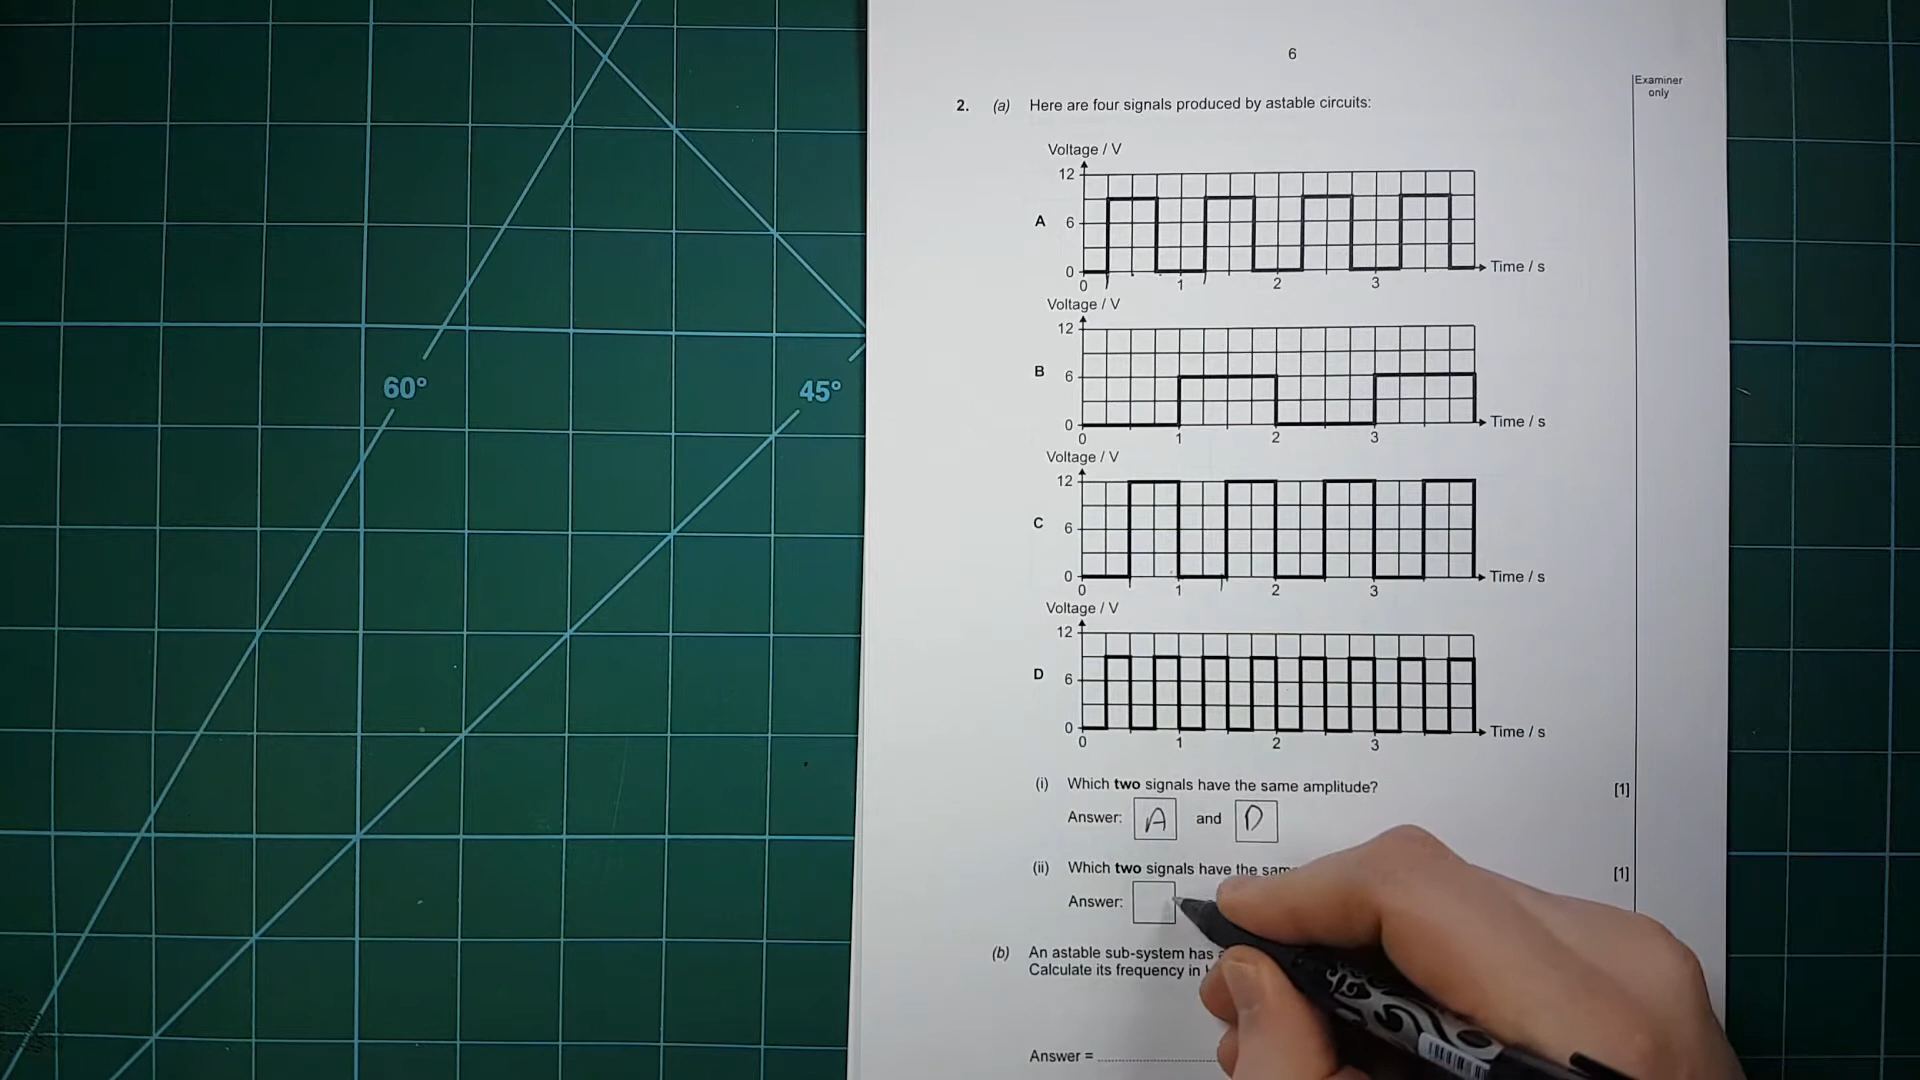 6
Examiner
only
2. (a) Here are four signals produced by astable circuits:
Voltage / V
12
A 6
0
0 1 2 3
Time / s
Voltage / V
12
B 6
0
0 1 2 3
Time / s
Voltage / V
12
C 6
0
0 1 2 3
Time / s
Voltage / V
12
D 6
0
0 1 2 3
Time / s
(i) Which two signals have the same amplitude? [1]
Answer: A and D
(ii) Which two signals have the [1]
Answer:
(b) An astable sub-system has
Calculate its frequency in
Answer =
60°
45°